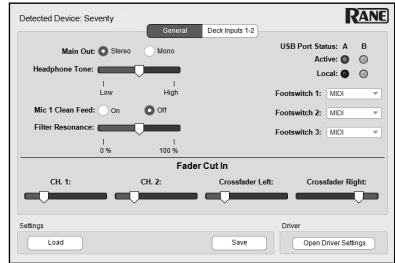 Detected Device: Seventy
RANE
General
Deck Inputs 1-2
Main Out:
Stereo
Mono
Headphone Tone:
Low
High
Mic 1 Clean Feed:
On
Off
Filter Resonance:
0 %
100 %
USB Port Status: A B
Active:
Local:
Footswitch 1: MIDI
Footswitch 2: MIDI
Footswitch 3: MIDI
Fader Cut In
CH. 1:
CH. 2:
Crossfader Left:
Crossfader Right:
Settings
Load
Save
Driver
Open Driver Settings